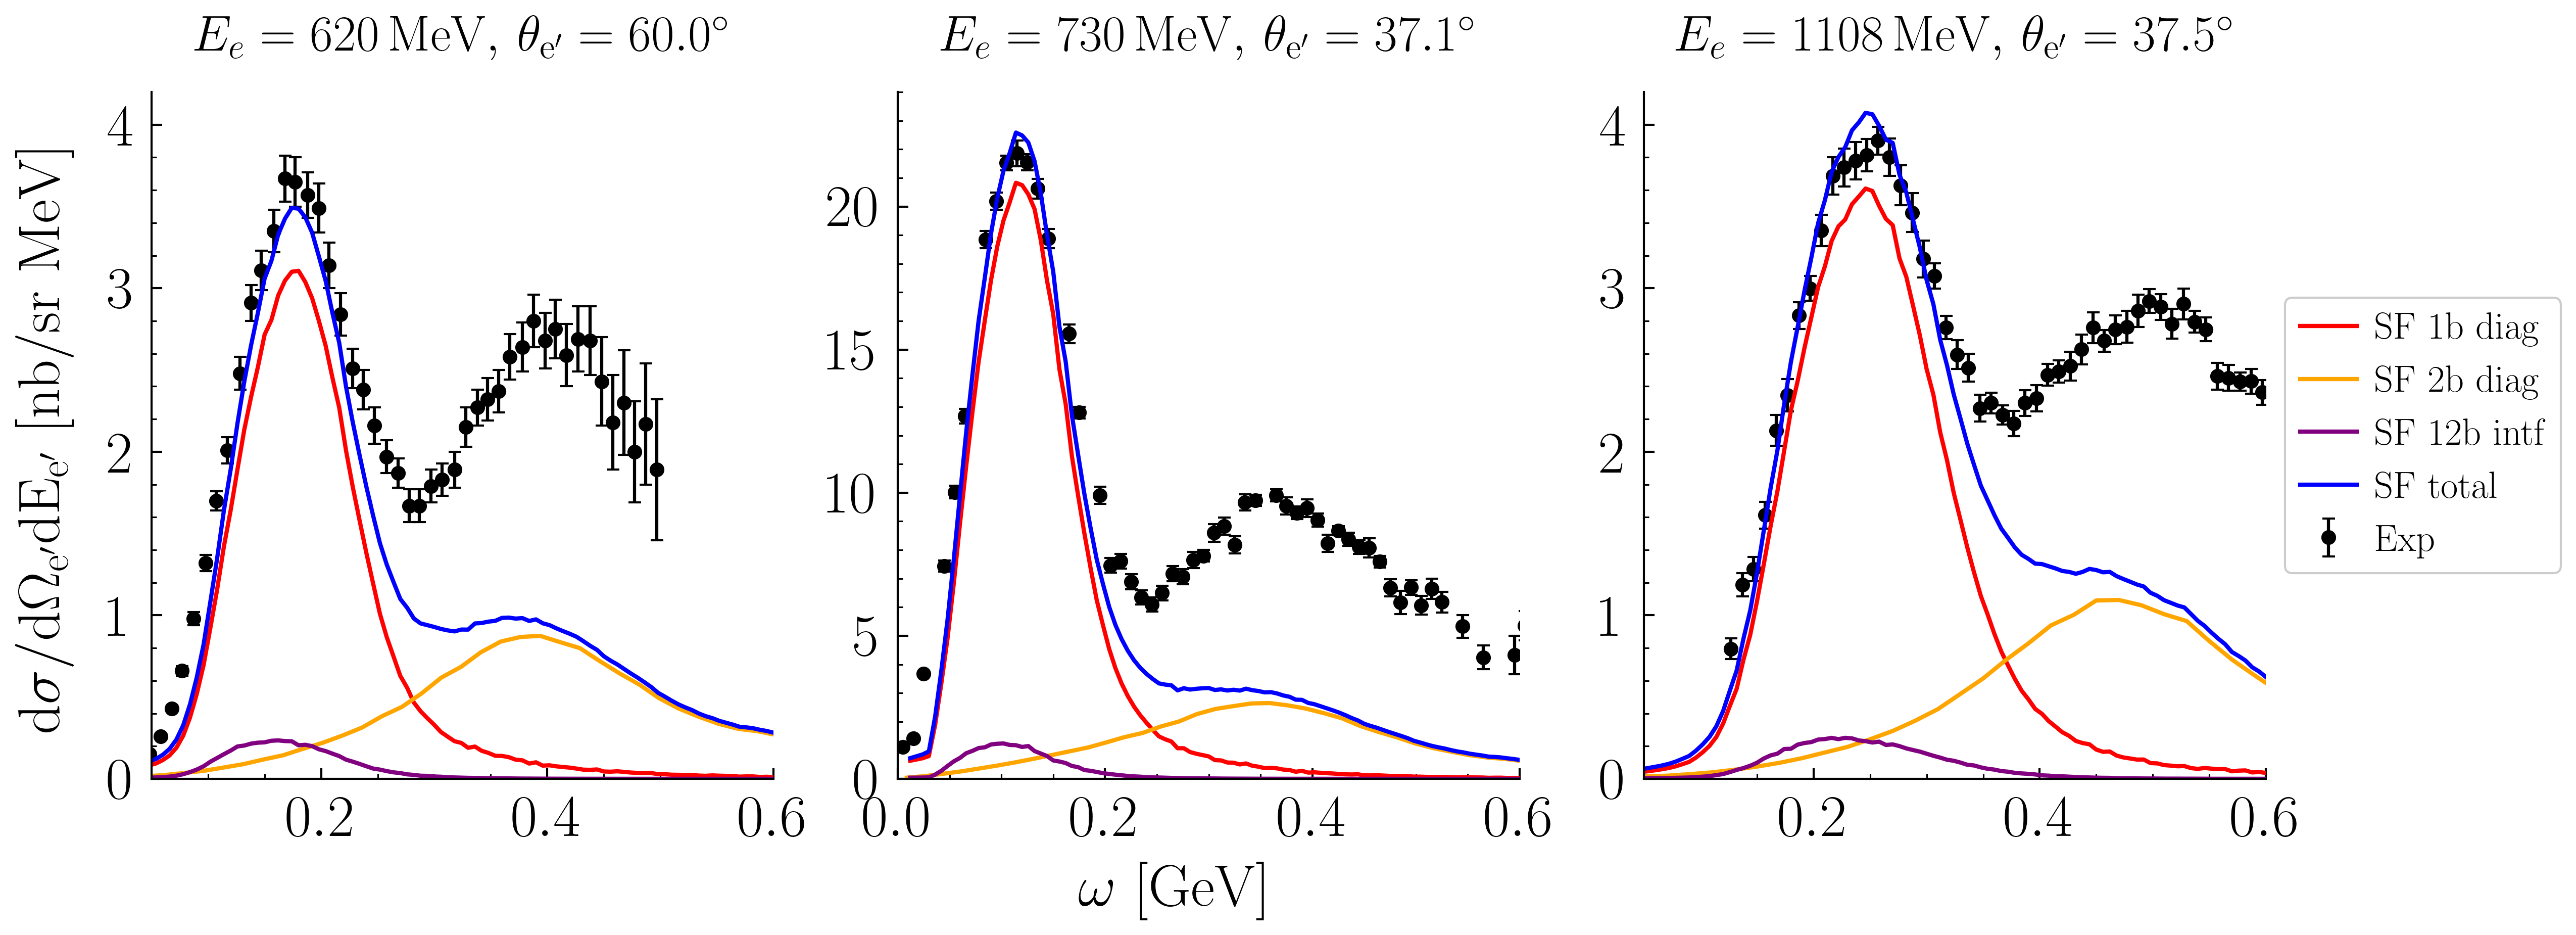 E_e = 620 MeV, θ_e′ = 60.0°
E_e = 730 MeV, θ_e′ = 37.1°
E_e = 1108 MeV, θ_e′ = 37.5°
dσ/dΩ_e′dE_e′ [nb/sr MeV]
4
3
2
1
0
0.2 0.4 0.6
20
15
10
5
0
0.0 0.2 0.4 0.6
4
3
2
1
0
0.2 0.4 0.6
ω [GeV]
SF 1b diag
SF 2b diag
SF 12b intf
SF total
Exp